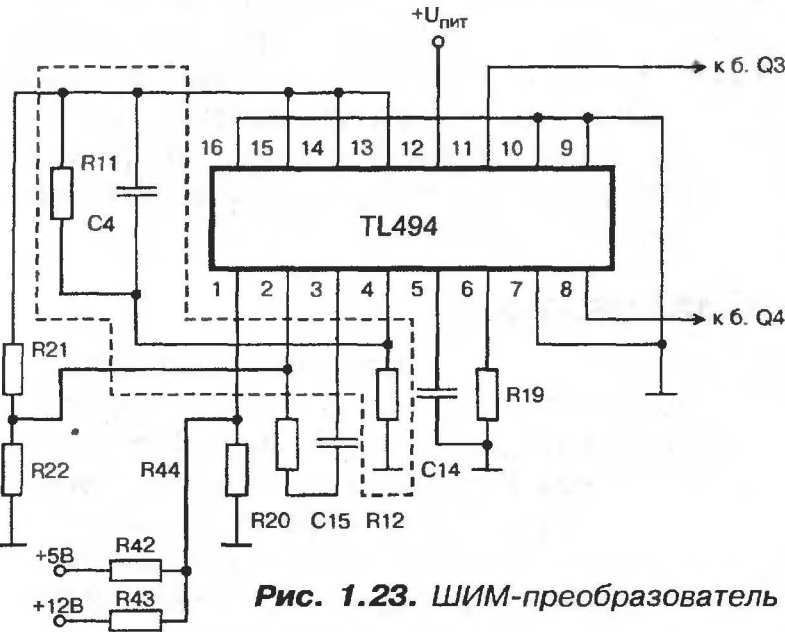 +Uпит
к б. Q3
R11
16 15 14 13 12 11 10 9
C4
TL494
1 2 3 4 5 6 7 8
к б. Q4
R21
R19
R22
R44
C14
R20
C15
R12
+5В
R42
+12В
R43
Рис. 1.23. ШИМ-преобразователь